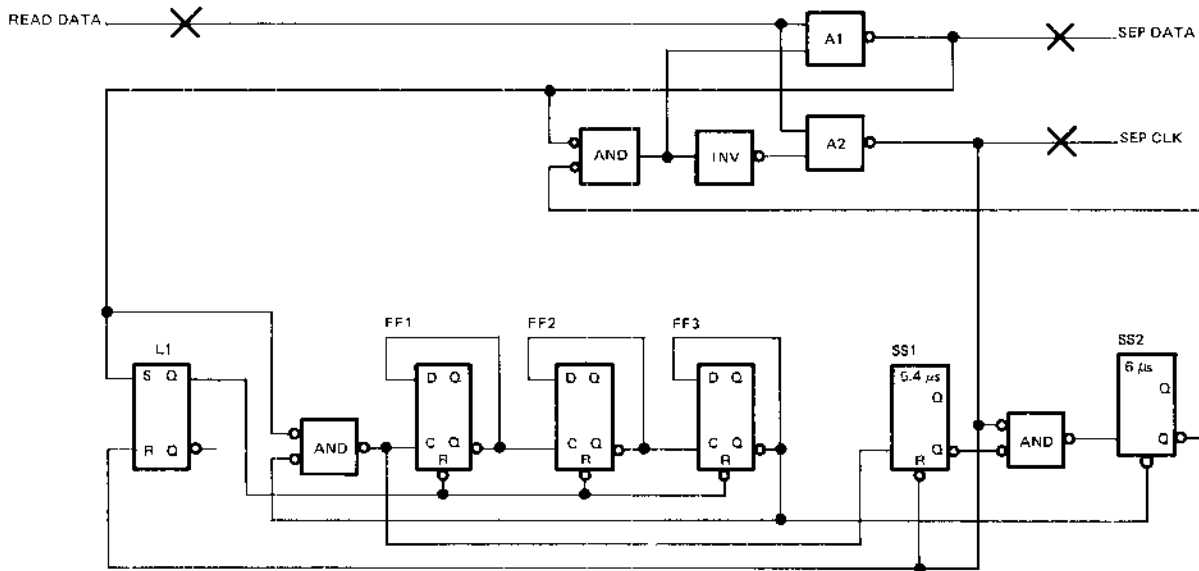 READ DATA
A1
SEP DATA
AND
INV
A2
SEP CLK
FF1
FF2
FF3
L1
SS1
SS2
S Q
R Q
AND
D Q
C Q
R
D Q
C Q
R
D Q
C Q
R
5.4 µs
Q
Q
R
AND
6 µs
Q
Q